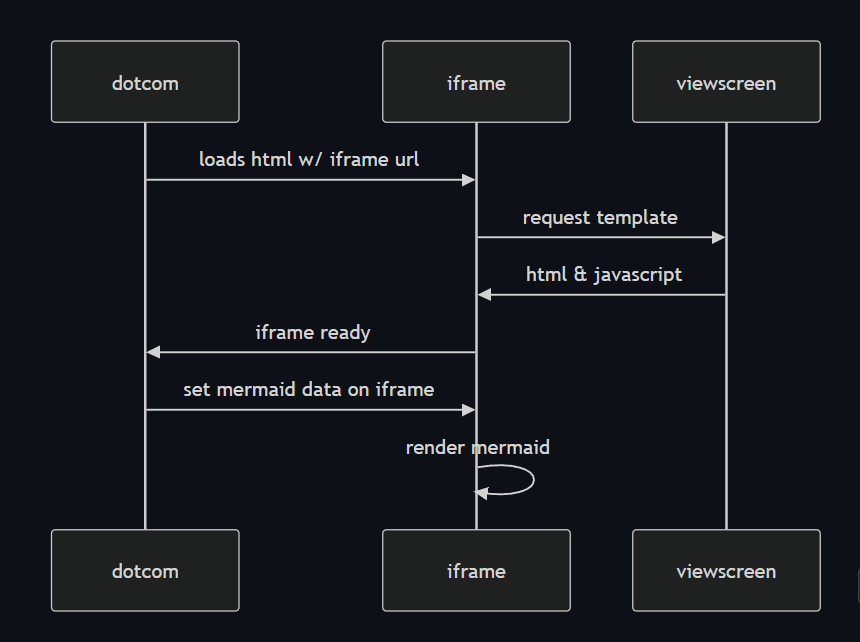 dotcom
iframe
viewscreen
loads html w/ iframe url
request template
html & javascript
iframe ready
set mermaid data on iframe
render mermaid
dotcom
iframe
viewscreen